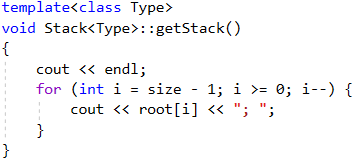 template<class Type>
void Stack<Type>::getStack()
{
    cout << endl;
    for (int i = size - 1; i >= 0; i--) {
        cout << root[i] << "; ";
    }
}